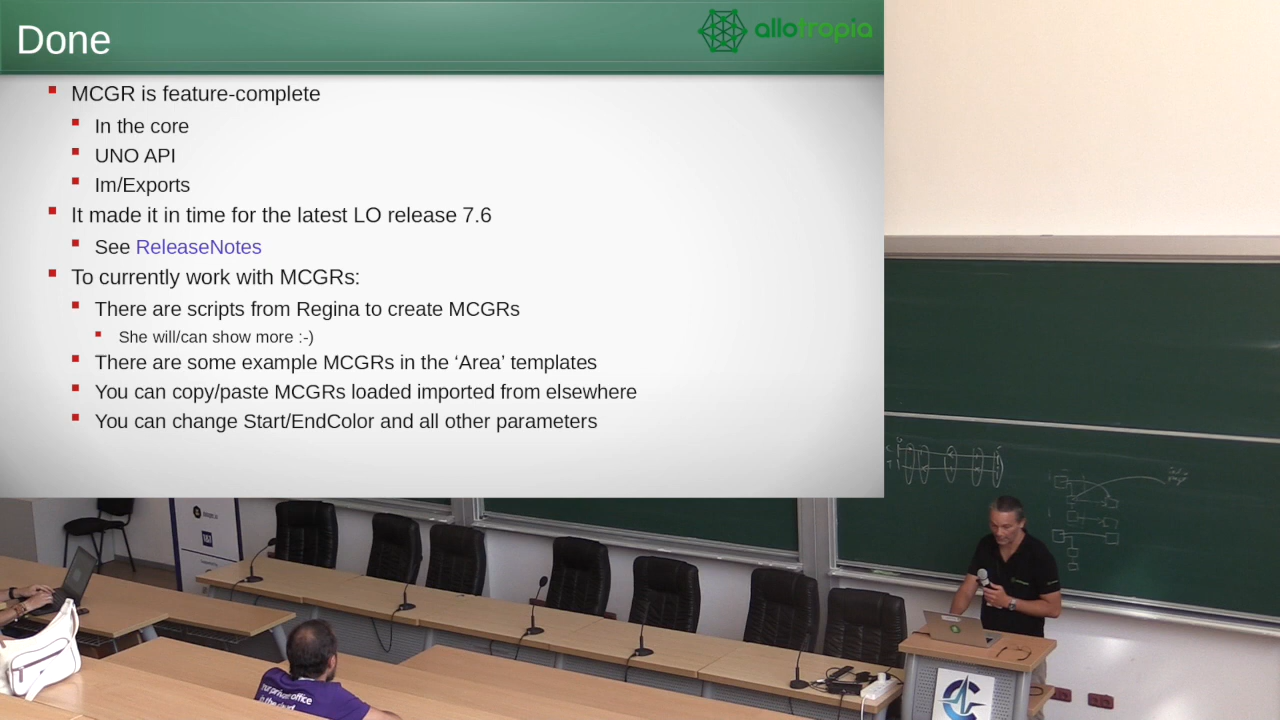 Done
allotropia
MCGR is feature-complete
In the core
UNO API
Im/Exports
It made it in time for the latest LO release 7.6
See ReleaseNotes
To currently work with MCGRs:
There are scripts from Regina to create MCGRs
She will/can show more :-)
There are some example MCGRs in the ‘Area’ templates
You can copy/paste MCGRs loaded imported from elsewhere
You can change Start/EndColor and all other parameters
office